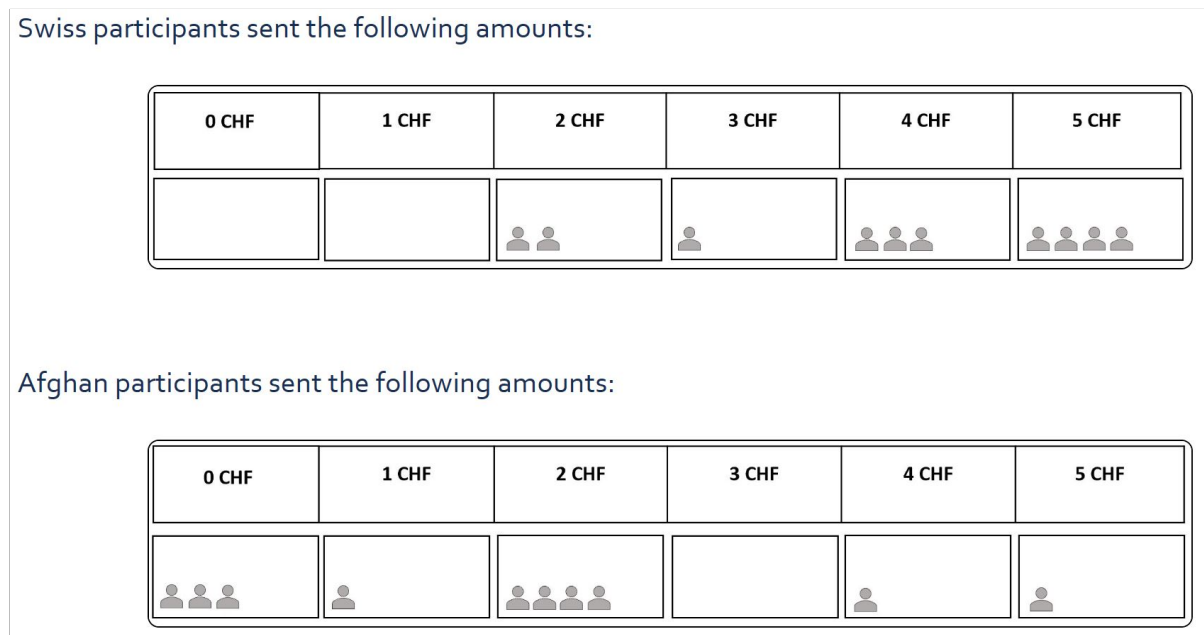 Swiss participants sent the following amounts:
0 CHF 1 CHF 2 CHF 3 CHF 4 CHF 5 CHF
Afghan participants sent the following amounts:
0 CHF 1 CHF 2 CHF 3 CHF 4 CHF 5 CHF